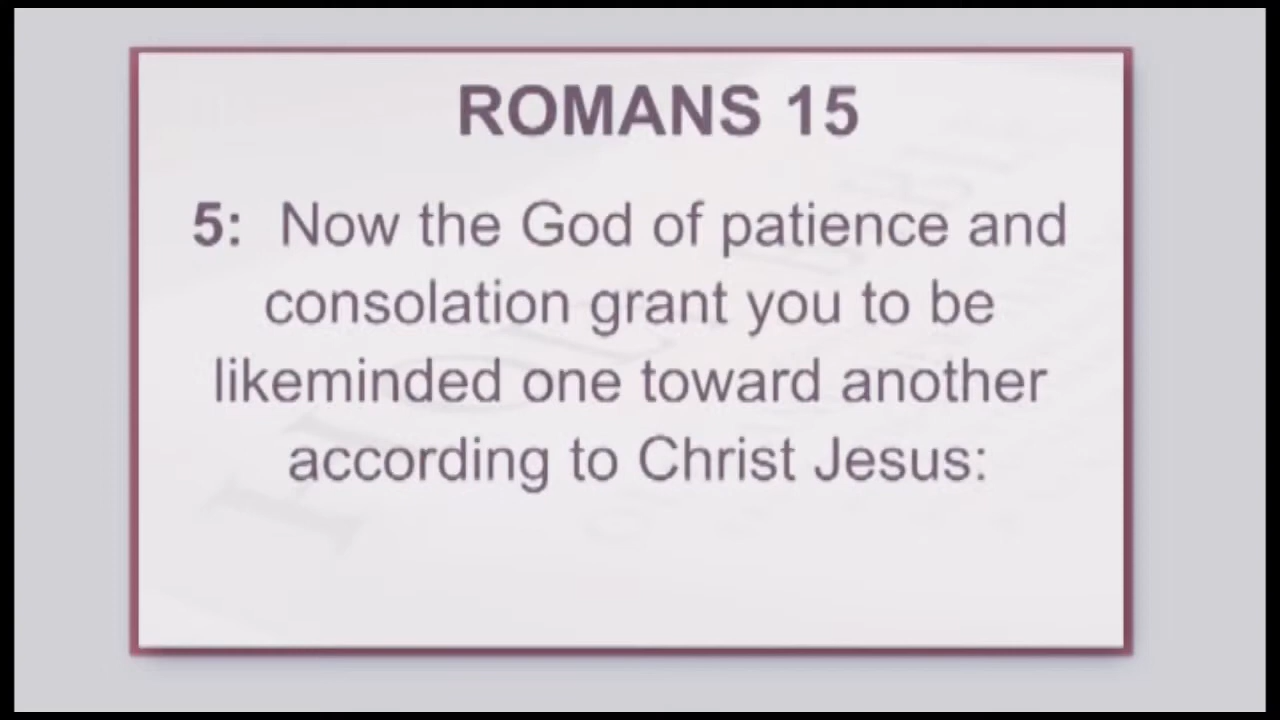 ROMANS 15
5: Now the God of patience and
consolation grant you to be
likeminded one toward another
according to Christ Jesus: